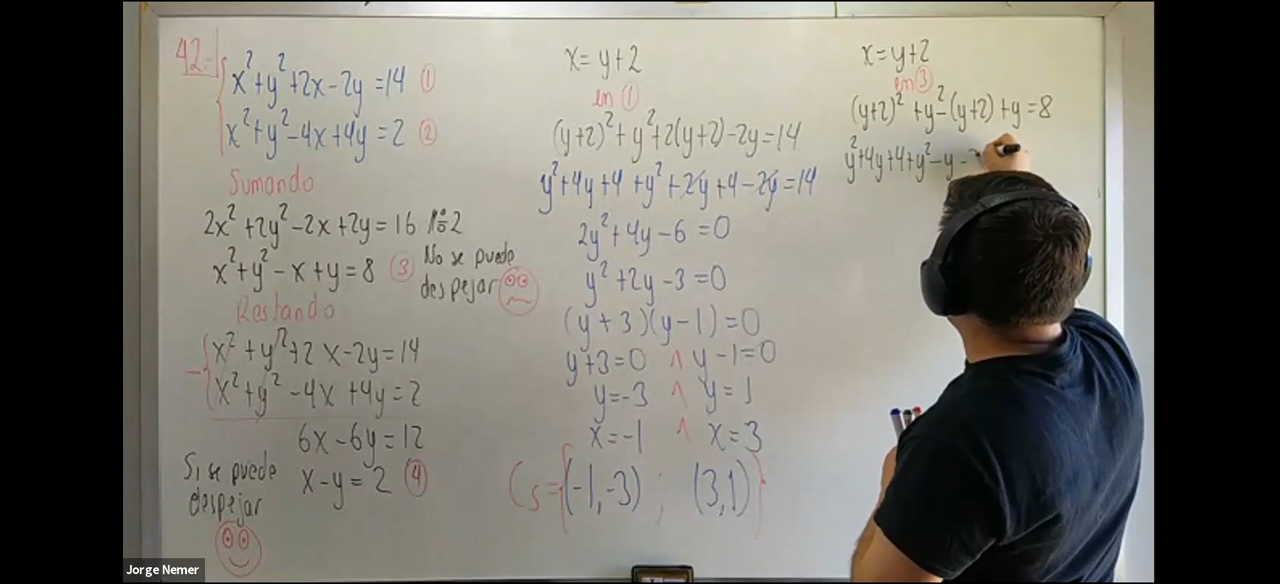 42=|
x²+y²+2x-2y=14 ①
x²+y²-4x+4y=2 ②
Sumando
2x²+2y²-2x+2y=16 /÷2
x²+y²-x+y=8 ③ No se puede
despejar
Restando
x²+y²+2x-2y=14
- x²+y²-4x+4y=2
6x-6y=12
Si se puede
despejar
x-y=2 ④
x=y+2
en ①
(y+2)²+y²+2(y+2)-2y=14
y²+4y+4+y²+2y+4-2y=14
2y²+4y-6=0
y²+2y-3=0
(y+3)(y-1)=0
y+3=0 ∧ y-1=0
y=-3 ∧ y=1
x=-1 ∧ x=3
Cs={(-1,-3) ; (3,1)}
x=y+2
en ③
(y+2)²+y²-(y+2)+y=8
y²+4y+4+y²-y-
Jorge Nemer